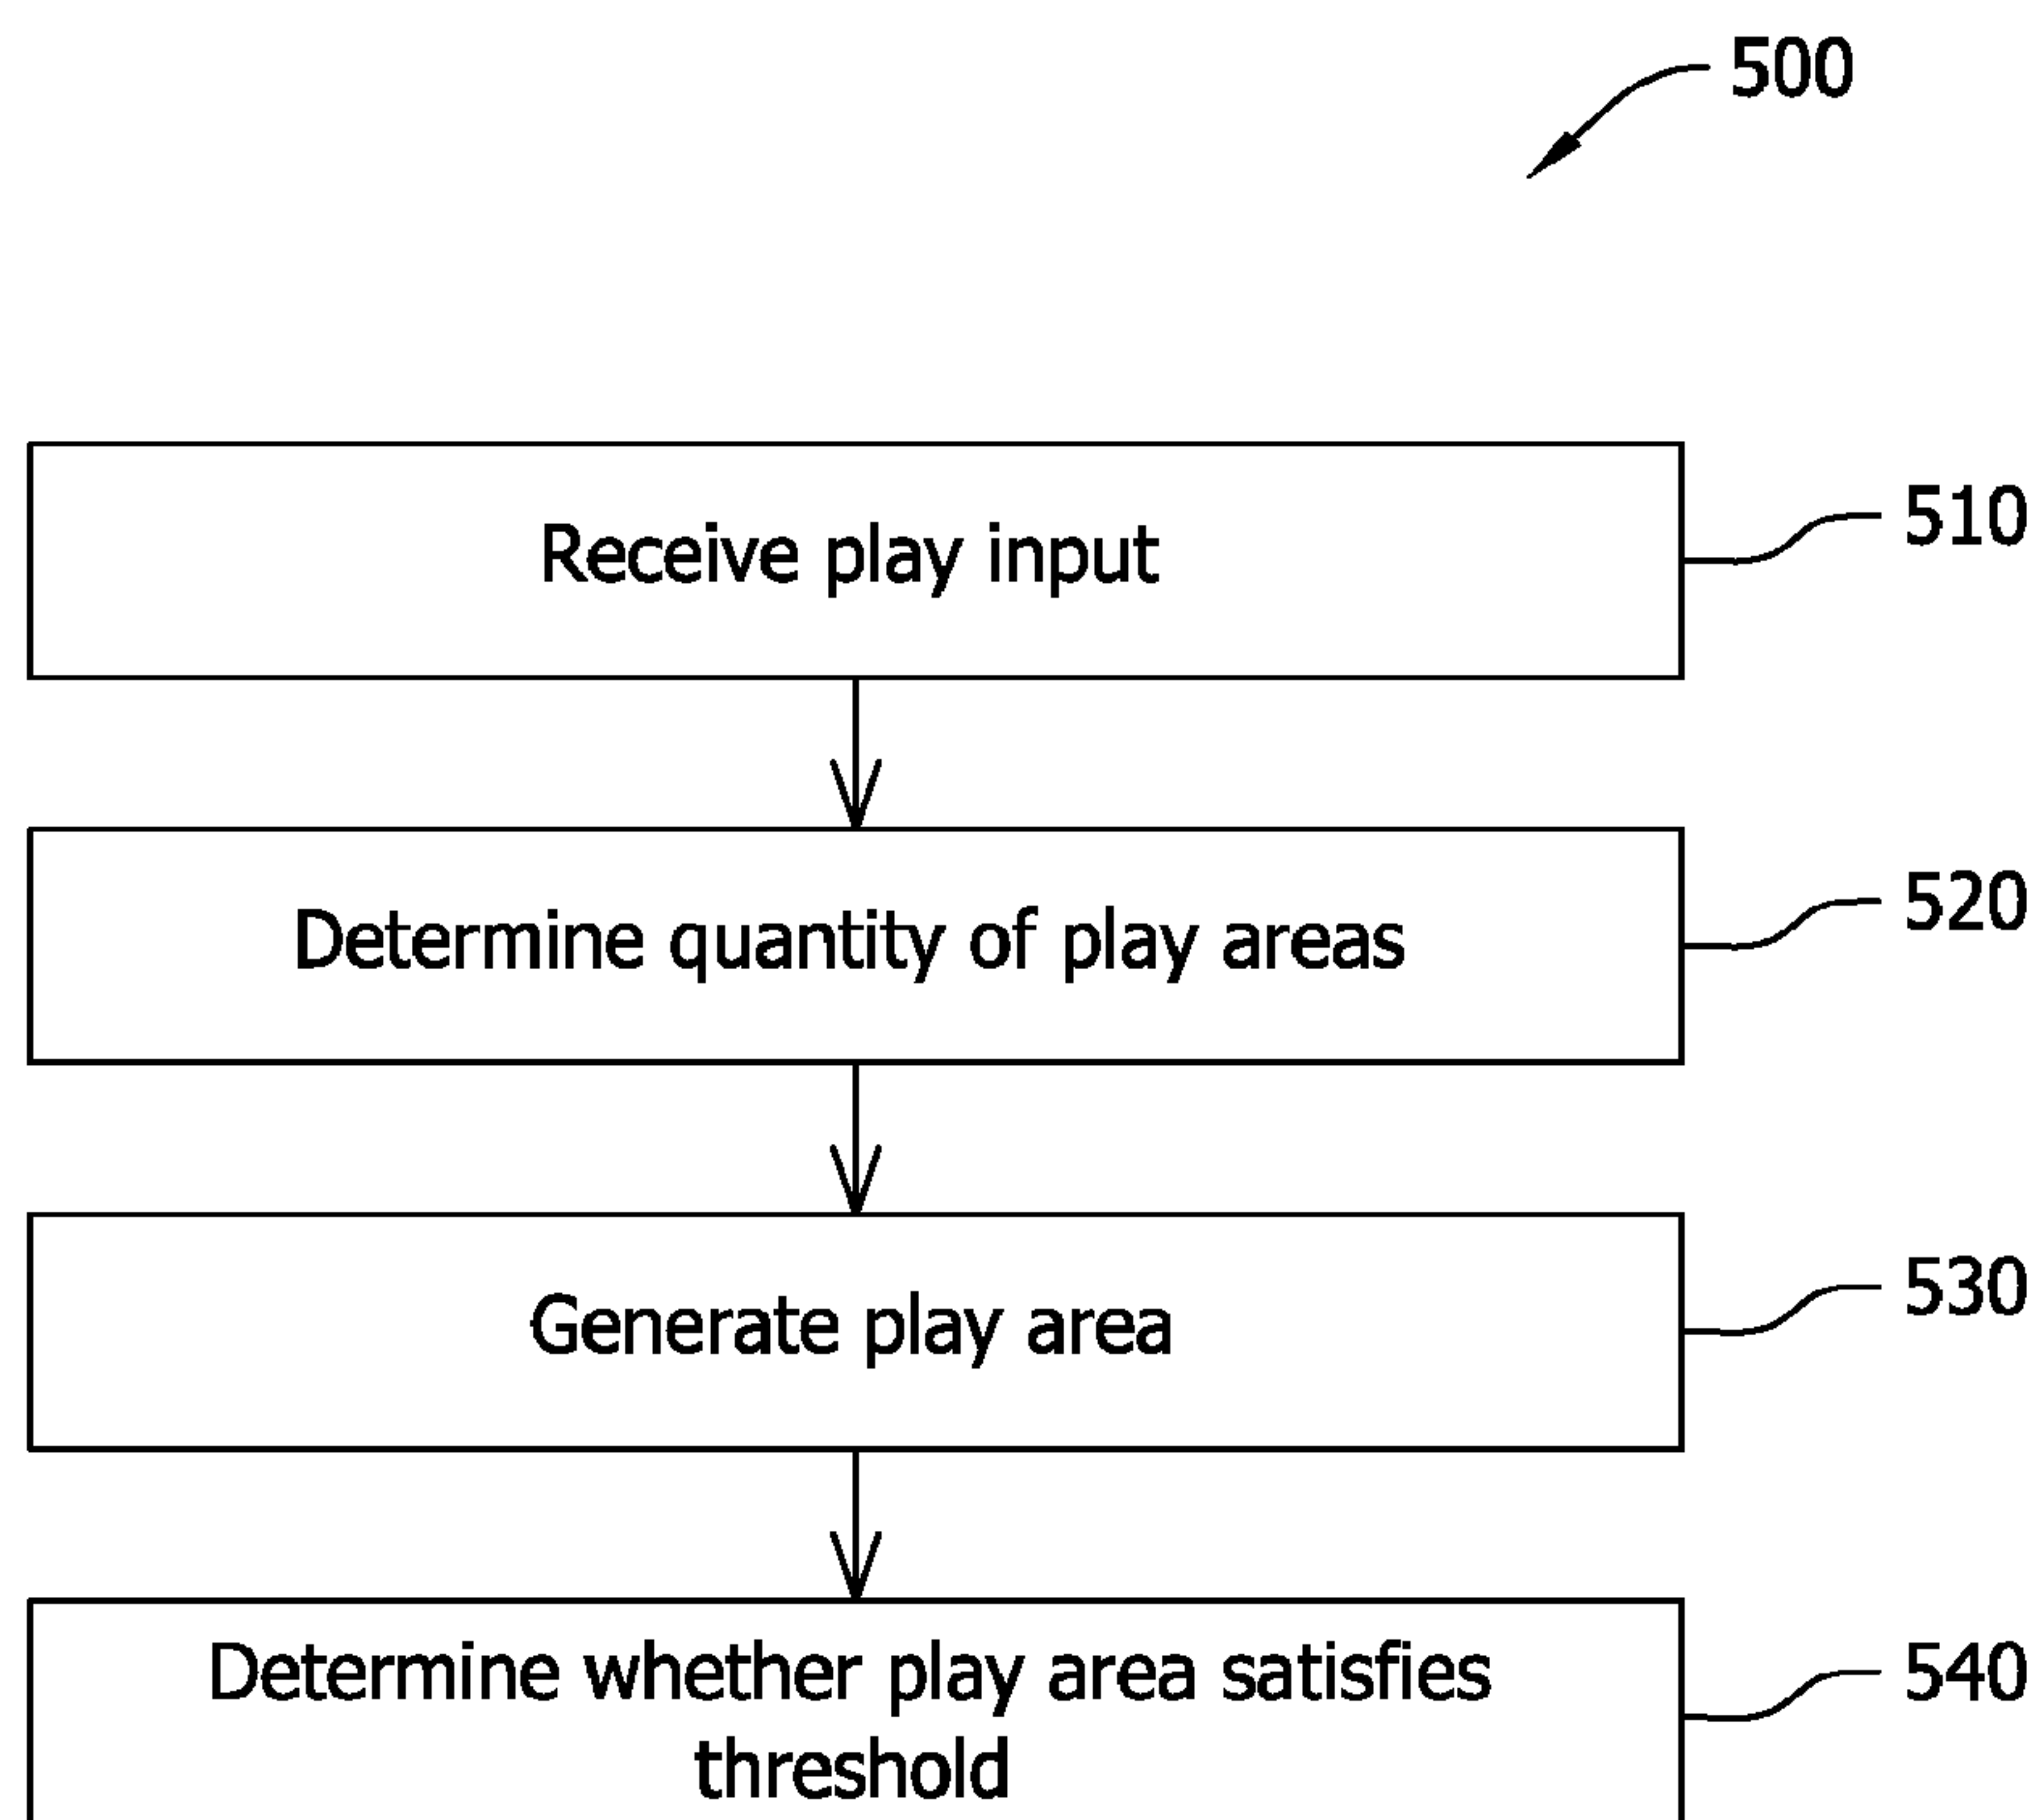 500
Receive play input
510
Determine quantity of play areas
520
Generate play area
530
Determine whether play area satisfies
threshold
540